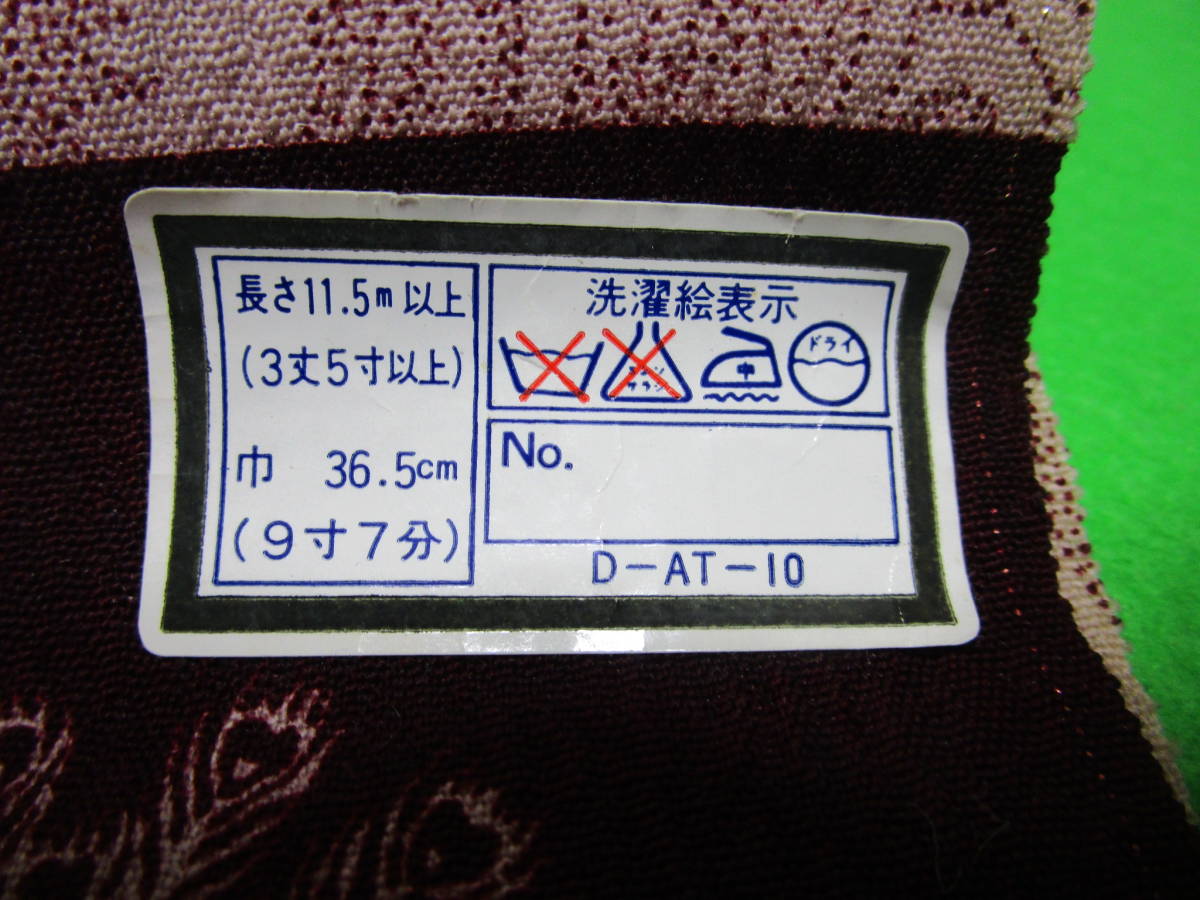 長さ11.5m以上
(3丈5寸以上)
巾 36.5cm
(9寸7分)
洗濯絵表示
中
ドライ
No.
D-AT-10